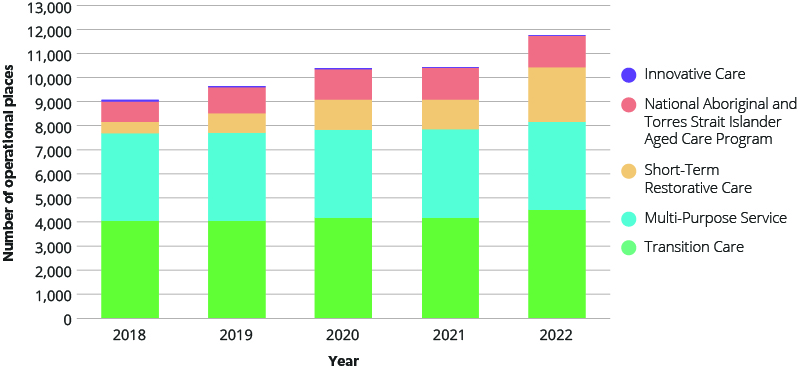 13,000
12,000
11,000
10,000
9,000
8,000
7,000
6,000
5,000
4,000
3,000
2,000
1,000
0
Number of operational places
2018 2019 2020 2021 2022
Year
Innovative Care
National Aboriginal and
Torres Strait Islander
Aged Care Program
Short-Term
Restorative Care
Multi-Purpose Service
Transition Care